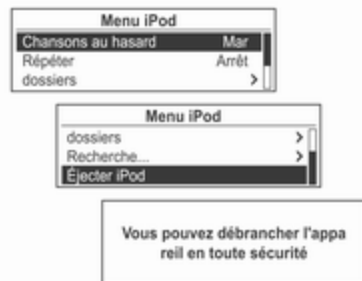 Menu iPod
Chansons au hasard Mar
Répéter Arrêt
dossiers >
Menu iPod
dossiers >
Recherche... >
Éjecter iPod
Vous pouvez débrancher l'appa
reil en toute sécurité